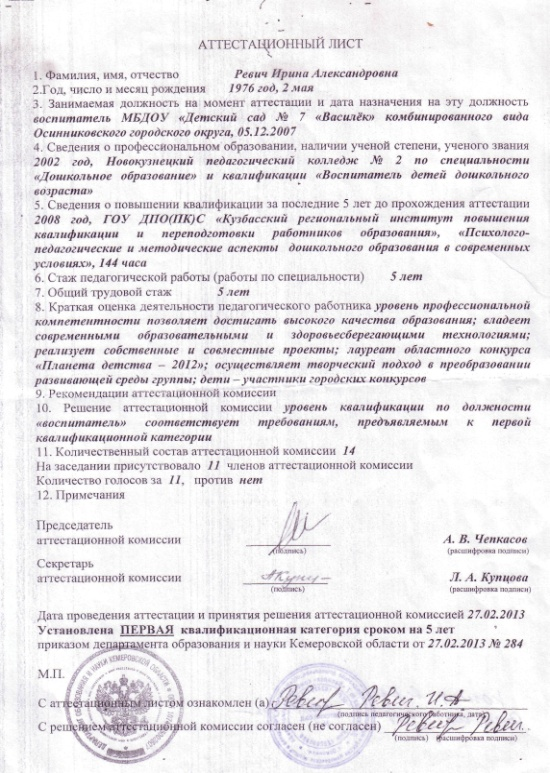 АТТЕСТАЦИОННЫЙ ЛИСТ
1. Фамилия, имя, отчество Ревич Ирина Александровна
2.Год, число и месяц рождения 1976 год, 2 мая
3. Занимаемая должность на момент аттестации и дата назначения на эту должность
воспитатель МБДОУ «Детский сад № 7 «Василёк» комбинированного вида
Осинниковского городского округа, 05.12.2007
4. Сведения о профессиональном образовании, наличии ученой степени, ученого звания
2002 год, Новокузнецкий педагогический колледж № 2 по специальности
«Дошкольное образование» и квалификации «Воспитатель детей дошкольного
возраста»
5. Сведения о повышении квалификации за последние 5 лет до прохождения аттестации
2008 год, ГОУ ДПО(ПК)С «Кузбасский региональный институт повышения
квалификации и переподготовки работников образования», «Психолого-
педагогические и методические аспекты дошкольного образования в современных
условиях», 144 часа
6. Стаж педагогической работы (работы по специальности) 5 лет
7. Общий трудовой стаж 5 лет
8. Краткая оценка деятельности педагогического работника уровень профессиональной
компетентности позволяет достигать высокого качества образования; владеет
современными образовательными и здоровьесберегающими технологиями;
реализует собственные и совместные проекты; лауреат областного конкурса
«Планета детства – 2012»; осуществляет творческий подход в преобразовании
развивающей среды группы; дети – участники городских конкурсов
9. Рекомендации аттестационной комиссии
10. Решение аттестационной комиссии уровень квалификации по должности
«воспитатель» соответствует требованиям, предъявляемым к первой
квалификационной категории
11. Количественный состав аттестационной комиссии 14
На заседании присутствовало 11 членов аттестационной комиссии
Количество голосов за 11, против нет
12. Примечания
Председатель
аттестационной комиссии А. В. Чепкасов
(подпись) (расшифровка подписи)
Секретарь
аттестационной комиссии Л. А. Купцова
(подпись) (расшифровка подписи)
Дата проведения аттестации и принятия решения аттестационной комиссией 27.02.2013
Установлена ПЕРВАЯ квалификационная категория сроком на 5 лет
приказом департамента образования и науки Кемеровской области от 27.02.2013 № 284
М.П.
С аттестационным листом ознакомлен (а) Ревич Ревич И.А
(подпись педагогического работника, дата)
С решением аттестационной комиссии согласен (не согласен) Ревич Ревич
(подпись) (расшифровка подписи)